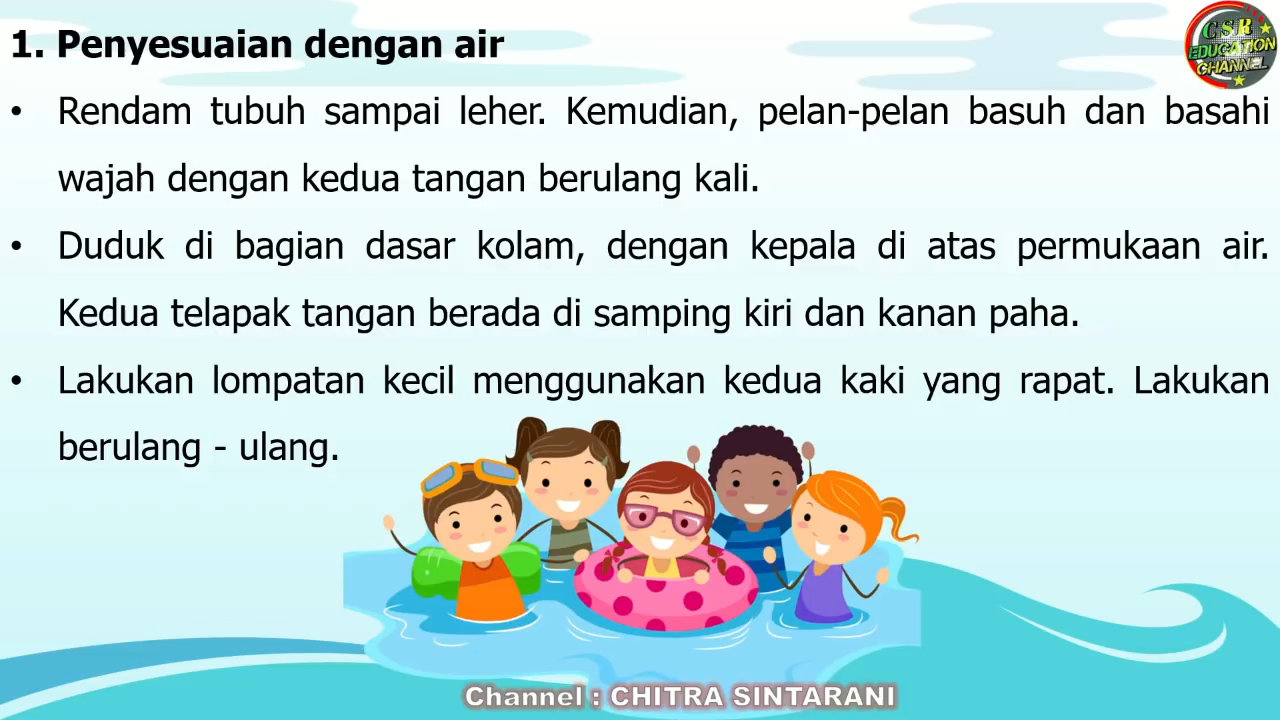 1. Penyesuaian dengan air
• Rendam tubuh sampai leher. Kemudian, pelan-pelan basuh dan basahi
wajah dengan kedua tangan berulang kali.
• Duduk di bagian dasar kolam, dengan kepala di atas permukaan air.
Kedua telapak tangan berada di samping kiri dan kanan paha.
• Lakukan lompatan kecil menggunakan kedua kaki yang rapat. Lakukan
berulang - ulang.
CSR
EDUCATION
CHANNEL
Channel : CHITRA SINTARANI